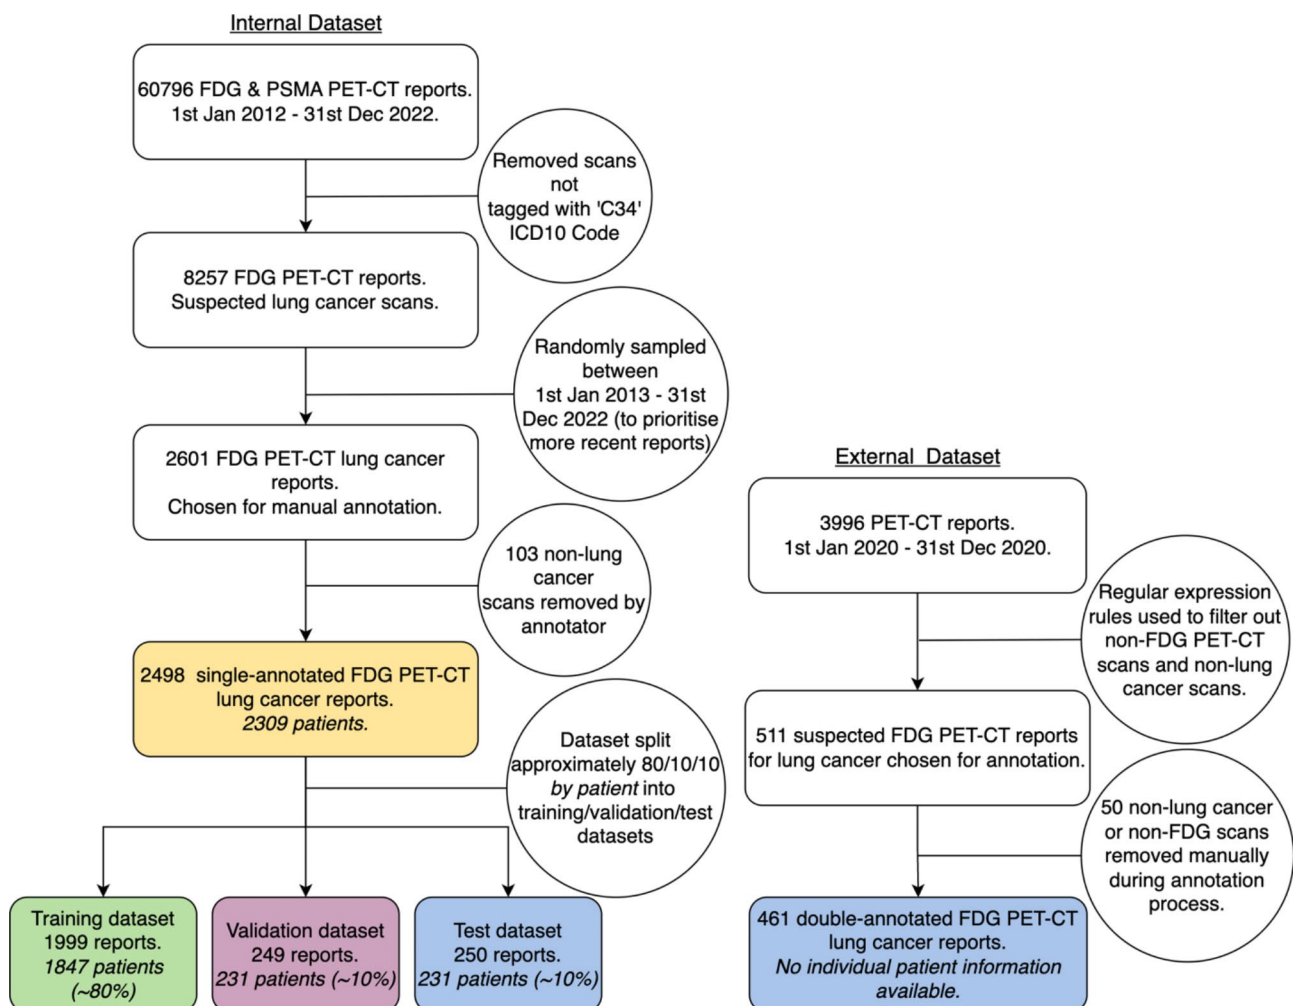 Internal Dataset
60796 FDG & PSMA PET-CT reports.
1st Jan 2012 - 31st Dec 2022.
Removed scans
not
tagged with 'C34'
ICD10 Code
8257 FDG PET-CT reports.
Suspected lung cancer scans.
Randomly sampled
between
1st Jan 2013 - 31st
Dec 2022 (to prioritise
more recent reports)
2601 FDG PET-CT lung cancer
reports.
Chosen for manual annotation.
103 non-lung
cancer
scans removed by
annotator
2498 single-annotated FDG PET-CT
lung cancer reports.
2309 patients.
Dataset split
approximately 80/10/10
by patient into
training/validation/test
datasets
Training dataset
1999 reports.
1847 patients
(~80%)
Validation dataset
249 reports.
231 patients (~10%)
Test dataset
250 reports.
231 patients (~10%)
External Dataset
3996 PET-CT reports.
1st Jan 2020 - 31st Dec 2020.
Regular expression
rules used to filter out
non-FDG PET-CT
scans and non-lung
cancer scans.
511 suspected FDG PET-CT reports
for lung cancer chosen for annotation.
50 non-lung cancer
or non-FDG scans
removed manually
during annotation
process.
461 double-annotated FDG PET-CT
lung cancer reports.
No individual patient information
available.